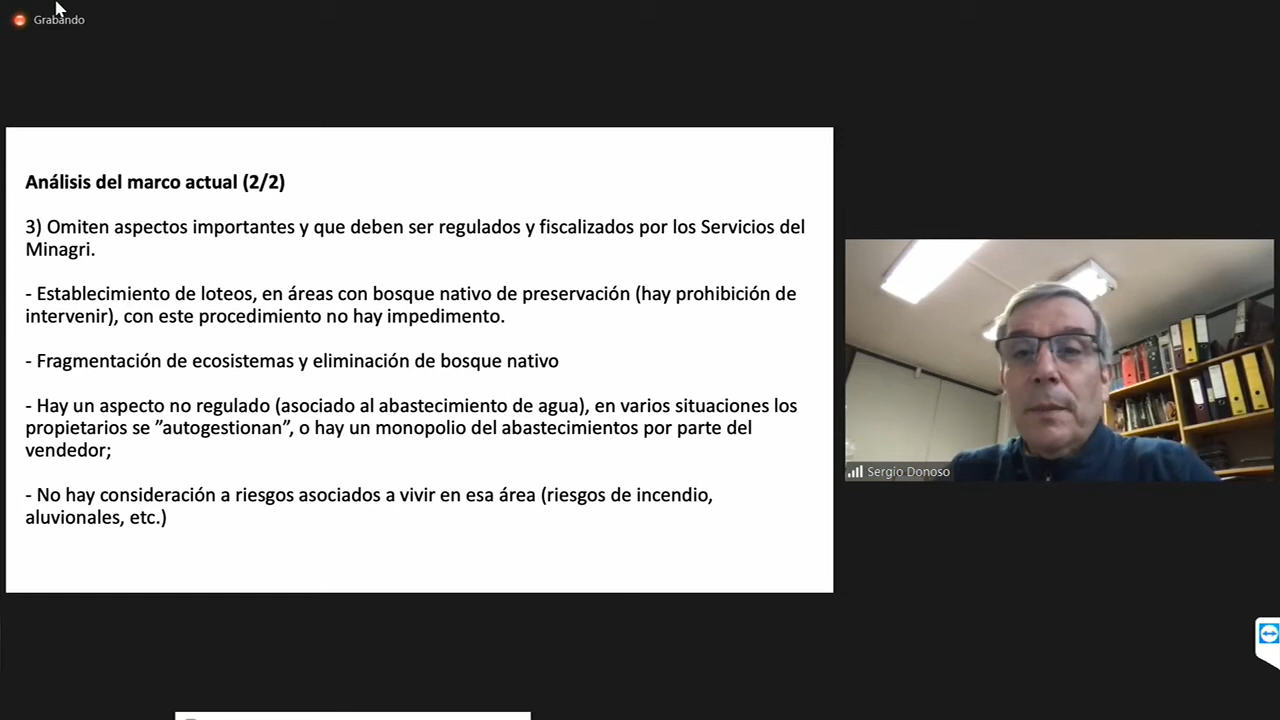 Grabando
Análisis del marco actual (2/2)
3) Omiten aspectos importantes y que deben ser regulados y fiscalizados por los Servicios del
Minagri.
- Establecimiento de loteos, en áreas con bosque nativo de preservación (hay prohibición de
intervenir), con este procedimiento no hay impedimento.
- Fragmentación de ecosistemas y eliminación de bosque nativo
- Hay un aspecto no regulado (asociado al abastecimiento de agua), en varios situaciones los
propietarios se ”autogestionan”, o hay un monopolio del abastecimientos por parte del
vendedor;
- No hay consideración a riesgos asociados a vivir en esa área (riesgos de incendio,
aluvionales, etc.)
Sergio Donoso